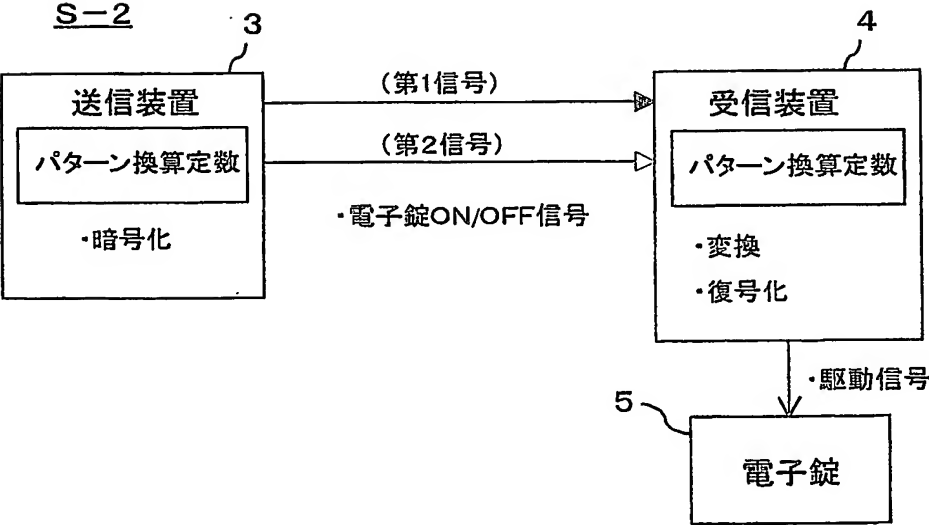 S－2
3
送信装置
パターン換算定数
・暗号化
(第1信号)
(第2信号)
・電子錠ON/OFF信号
4
受信装置
パターン換算定数
・変換
・復号化
・駆動信号
5
電子錠